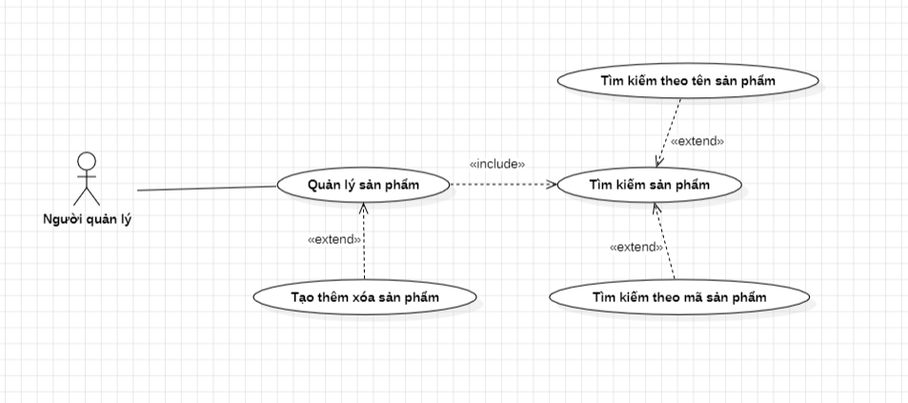 Tìm kiếm theo tên sản phẩm
«extend»
«include»
Quản lý sản phẩm
Tìm kiếm sản phẩm
Người quản lý
«extend»
«extend»
Tạo thêm xóa sản phẩm
Tìm kiếm theo mã sản phẩm